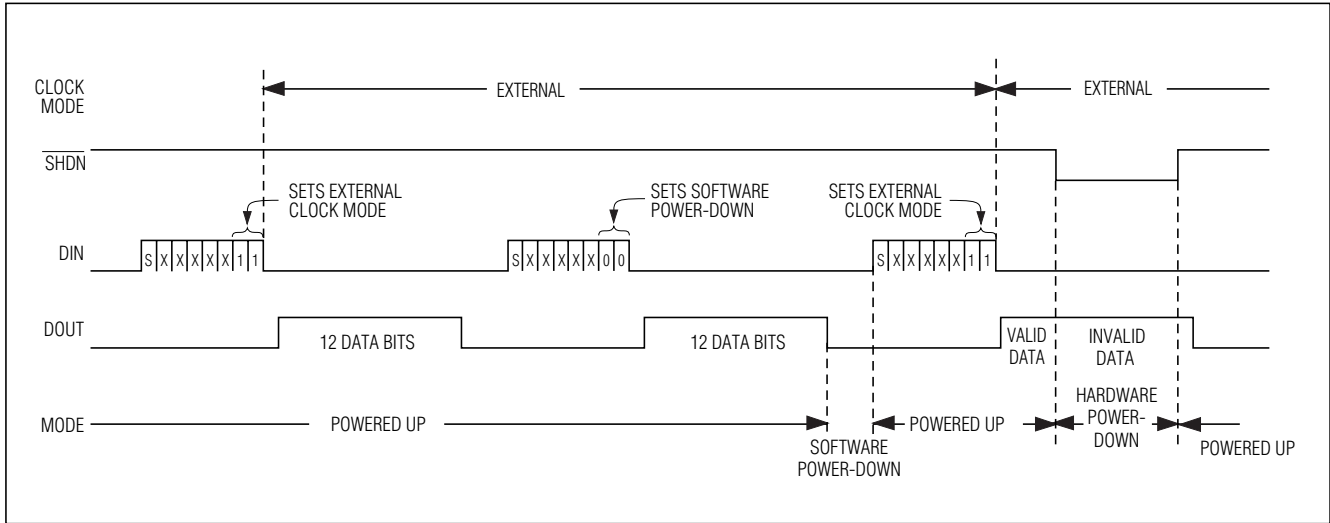 CLOCK
MODE
EXTERNAL
EXTERNAL
SHDN
SETS EXTERNAL
CLOCK MODE
SETS SOFTWARE
POWER-DOWN
SETS EXTERNAL
CLOCK MODE
DIN
S X X X X X 1 1
S X X X X X 0 0
S X X X X X 1 1
DOUT
12 DATA BITS
12 DATA BITS
VALID
DATA
INVALID
DATA
MODE
POWERED UP
SOFTWARE
POWER-DOWN
POWERED UP
HARDWARE
POWER-
DOWN
POWERED UP